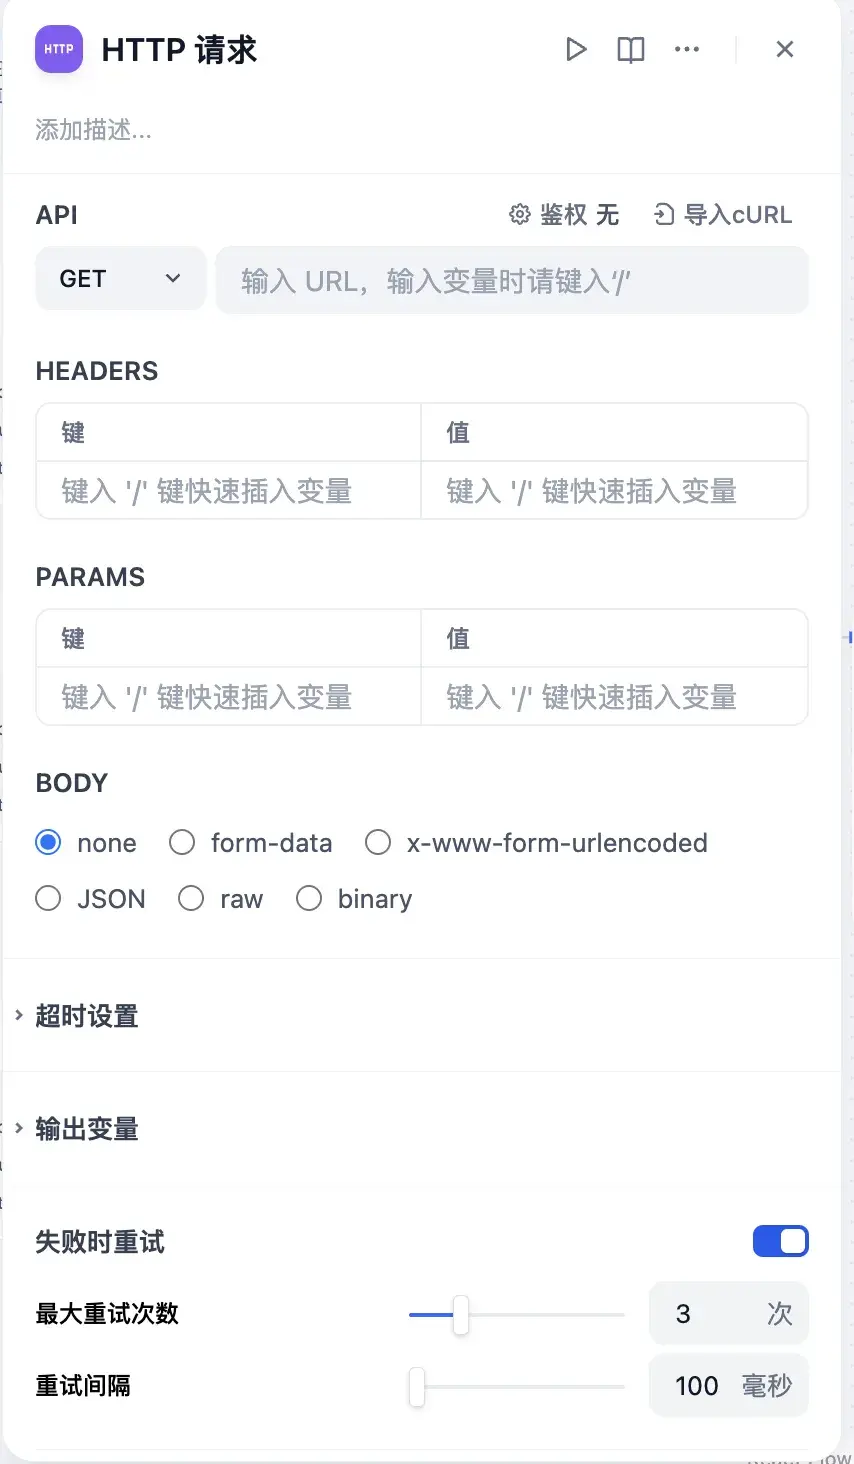 HTTP HTTP 请求
添加描述...
API 鉴权 无 导入cURL
GET 输入 URL，输入变量时请键入‘/’
HEADERS
键 值
键入 '/' 键快速插入变量 键入 '/' 键快速插入变量
PARAMS
键 值
键入 '/' 键快速插入变量 键入 '/' 键快速插入变量
BODY
none form-data x-www-form-urlencoded
JSON raw binary
超时设置
输出变量
失败时重试
最大重试次数 3 次
重试间隔 100 毫秒